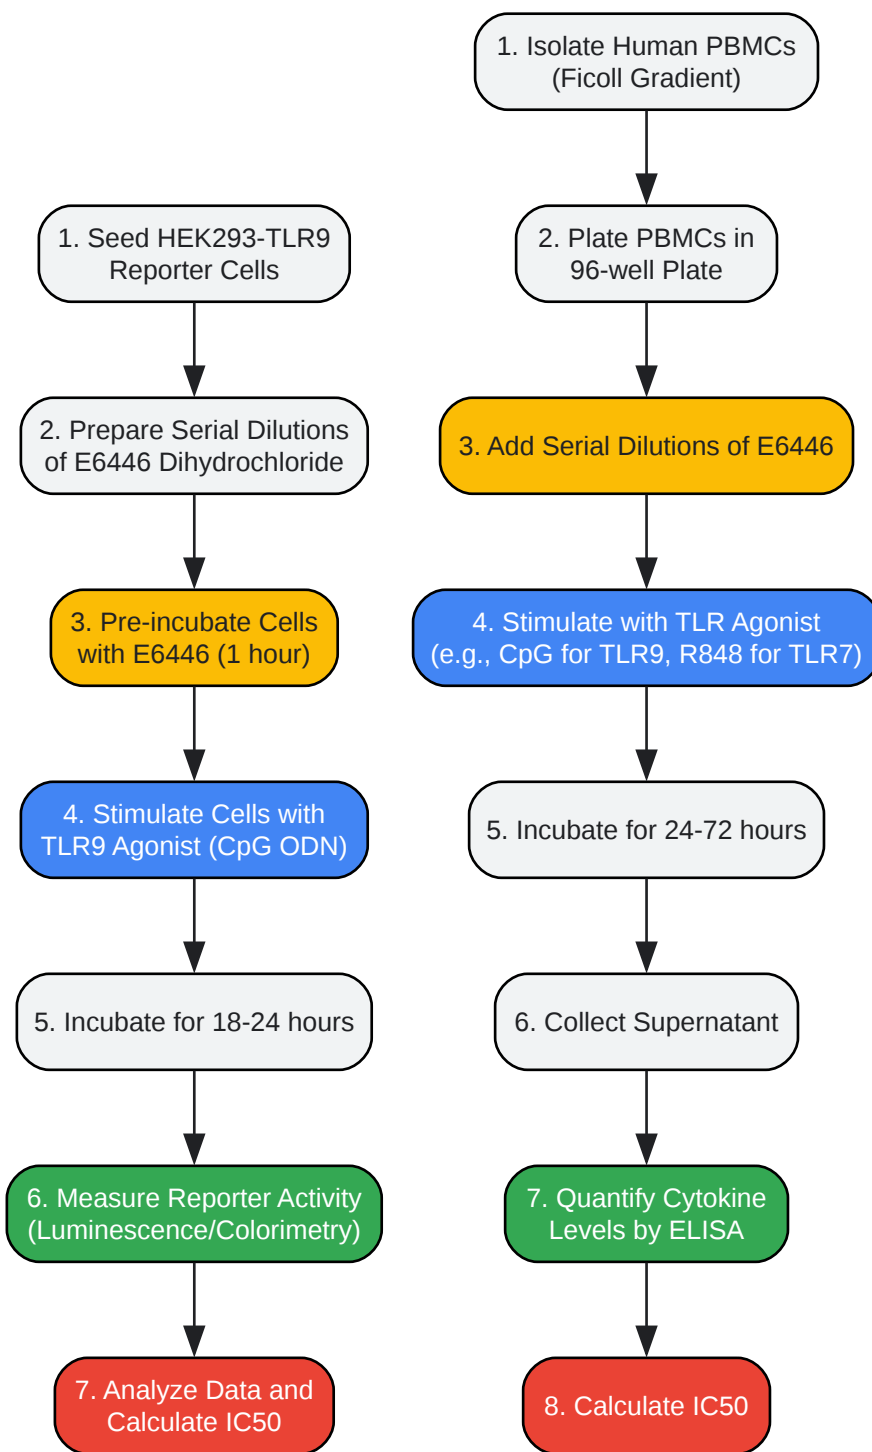 1. Seed HEK293-TLR9
Reporter Cells
2. Prepare Serial Dilutions
of E6446 Dihydrochloride
3. Pre-incubate Cells
with E6446 (1 hour)
4. Stimulate Cells with
TLR9 Agonist (CpG ODN)
5. Incubate for 18-24 hours
6. Measure Reporter Activity
(Luminescence/Colorimetry)
7. Analyze Data and
Calculate IC50
1. Isolate Human PBMCs
(Ficoll Gradient)
2. Plate PBMCs in
96-well Plate
3. Add Serial Dilutions of E6446
4. Stimulate with TLR Agonist
(e.g., CpG for TLR9, R848 for TLR7)
5. Incubate for 24-72 hours
6. Collect Supernatant
7. Quantify Cytokine
Levels by ELISA
8. Calculate IC50